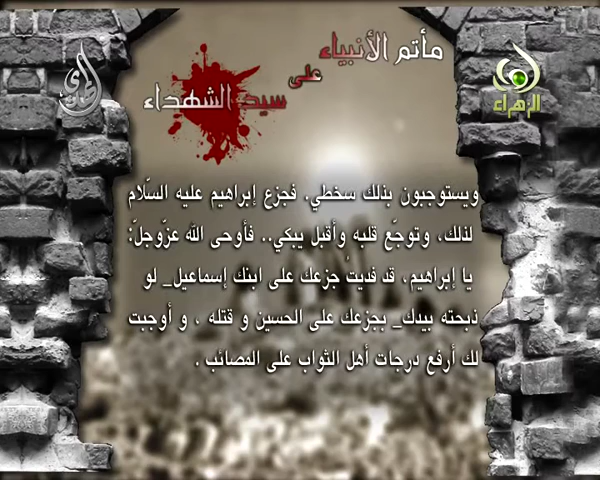 مأتم الأنبياء
على
سيد الشهداء
الزهراء
ويستوجبون بذلك سخطي. فجزع إبراهيم عليه السّلام
لذلك، وتوجّع قلبه وأقبل يبكي.. فأوحى الله عزّوجلّ:
يا إبراهيم، قد فديتُ جزعك على ابنك إسماعيل_ لو
ذبحته بيدك_ بجزعك على الحسين و قتله ، و أوجبت
لك أرفع درجات أهل الثواب على المصائب .